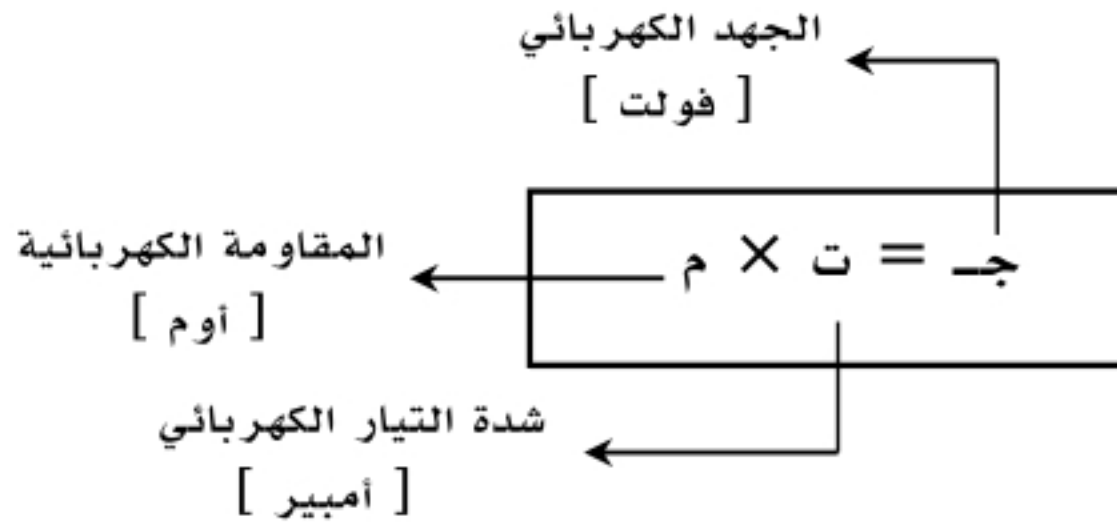 الجهد الكهربائي
[ فولت ]
جـ = ت × م
المقاومة الكهربائية
[ أوم ]
شدة التيار الكهربائي
[ أمبير ]